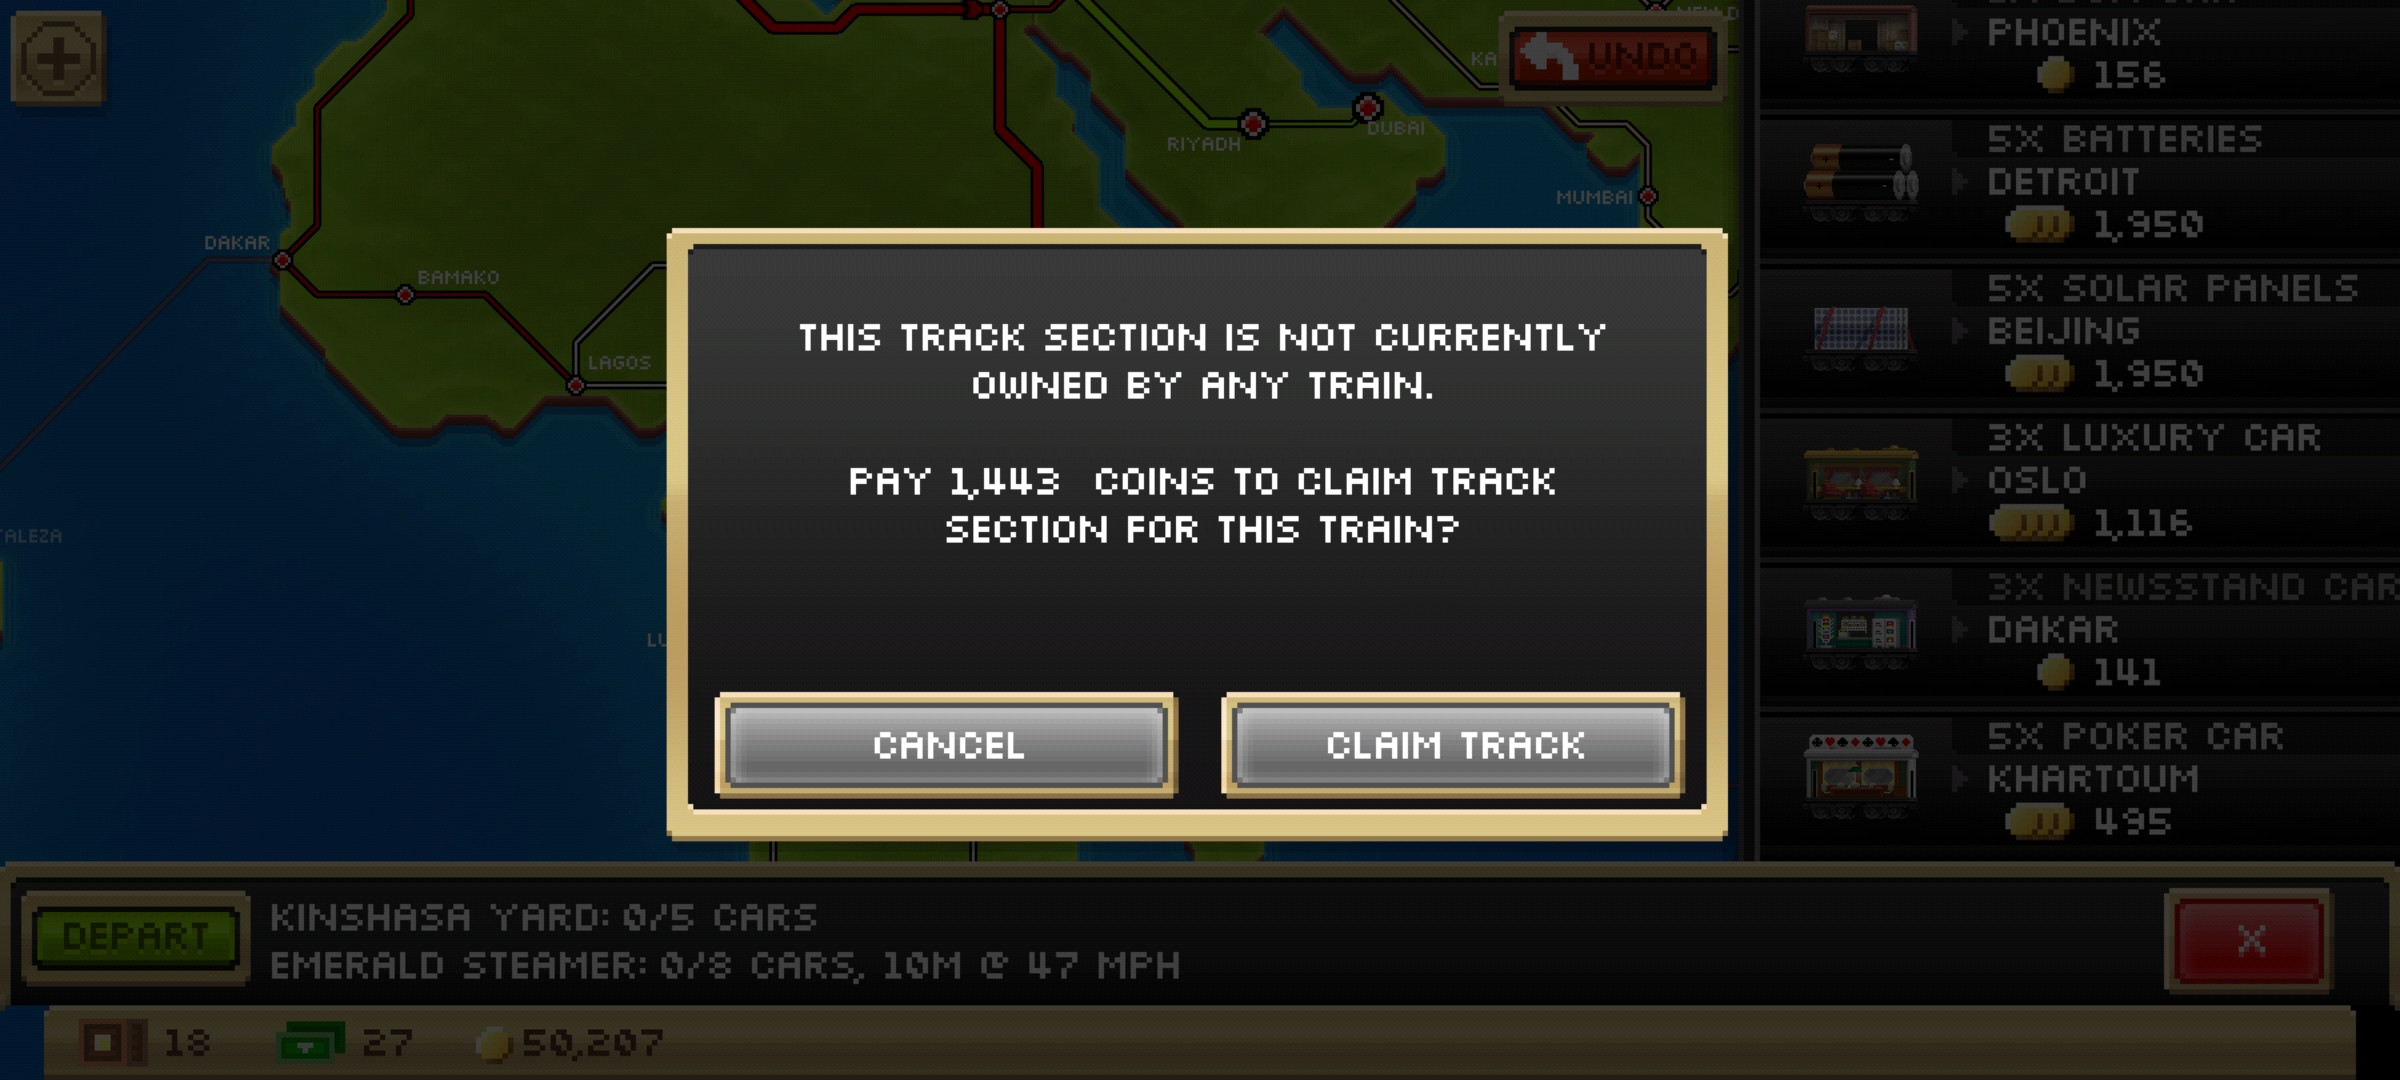 NEW D
KA
UNDO
RIYADH
DUBAI
MUMBAI
DAKAR
BAMAKO
LAGOS
TALEZA
LU
THIS TRACK SECTION IS NOT CURRENTLY
OWNED BY ANY TRAIN.
PAY 1,443 COINS TO CLAIM TRACK
SECTION FOR THIS TRAIN?
CANCEL
CLAIM TRACK
PHOENIX
156
5X BATTERIES
DETROIT
1,950
5X SOLAR PANELS
BEIJING
1,950
3X LUXURY CAR
OSLO
1,116
3X NEWSSTAND CAR
DAKAR
141
5X POKER CAR
KHARTOUM
495
DEPART
KINSHASA YARD: 0/5 CARS
EMERALD STEAMER: 0/8 CARS, 10M @ 47 MPH
X
18
27
50,207